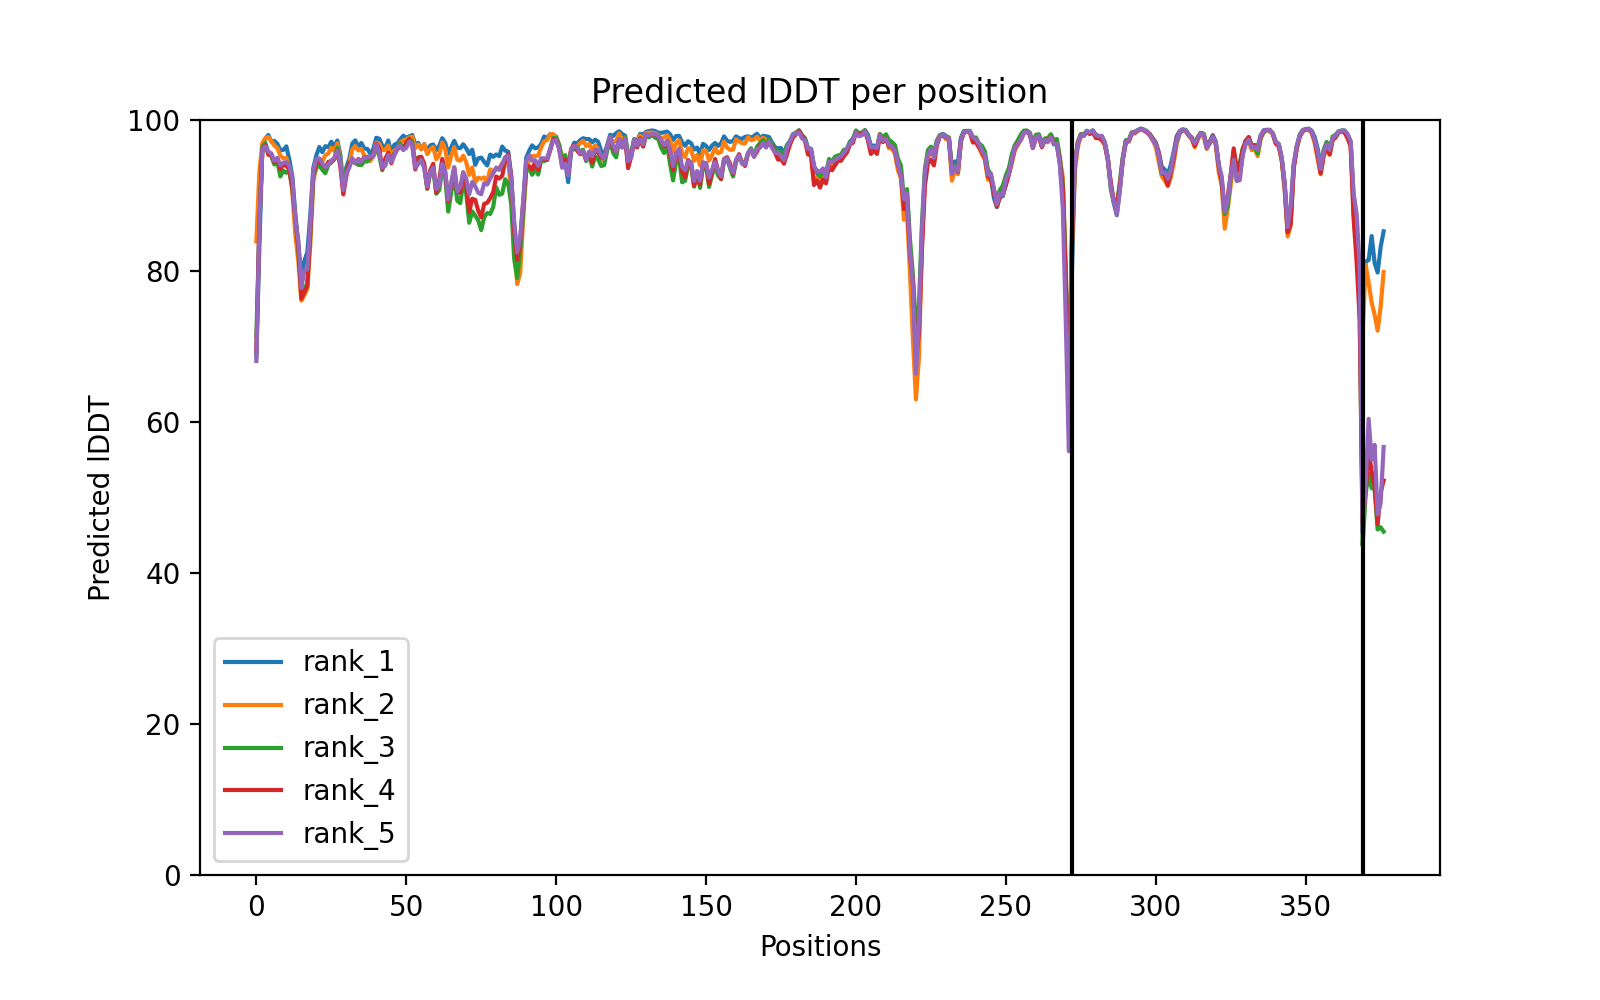 Predicted lDDT per position
100
80
60
40
20
0
Predicted lDDT
rank_1
rank_2
rank_3
rank_4
rank_5
0 50 100 150 200 250 300 350
Positions